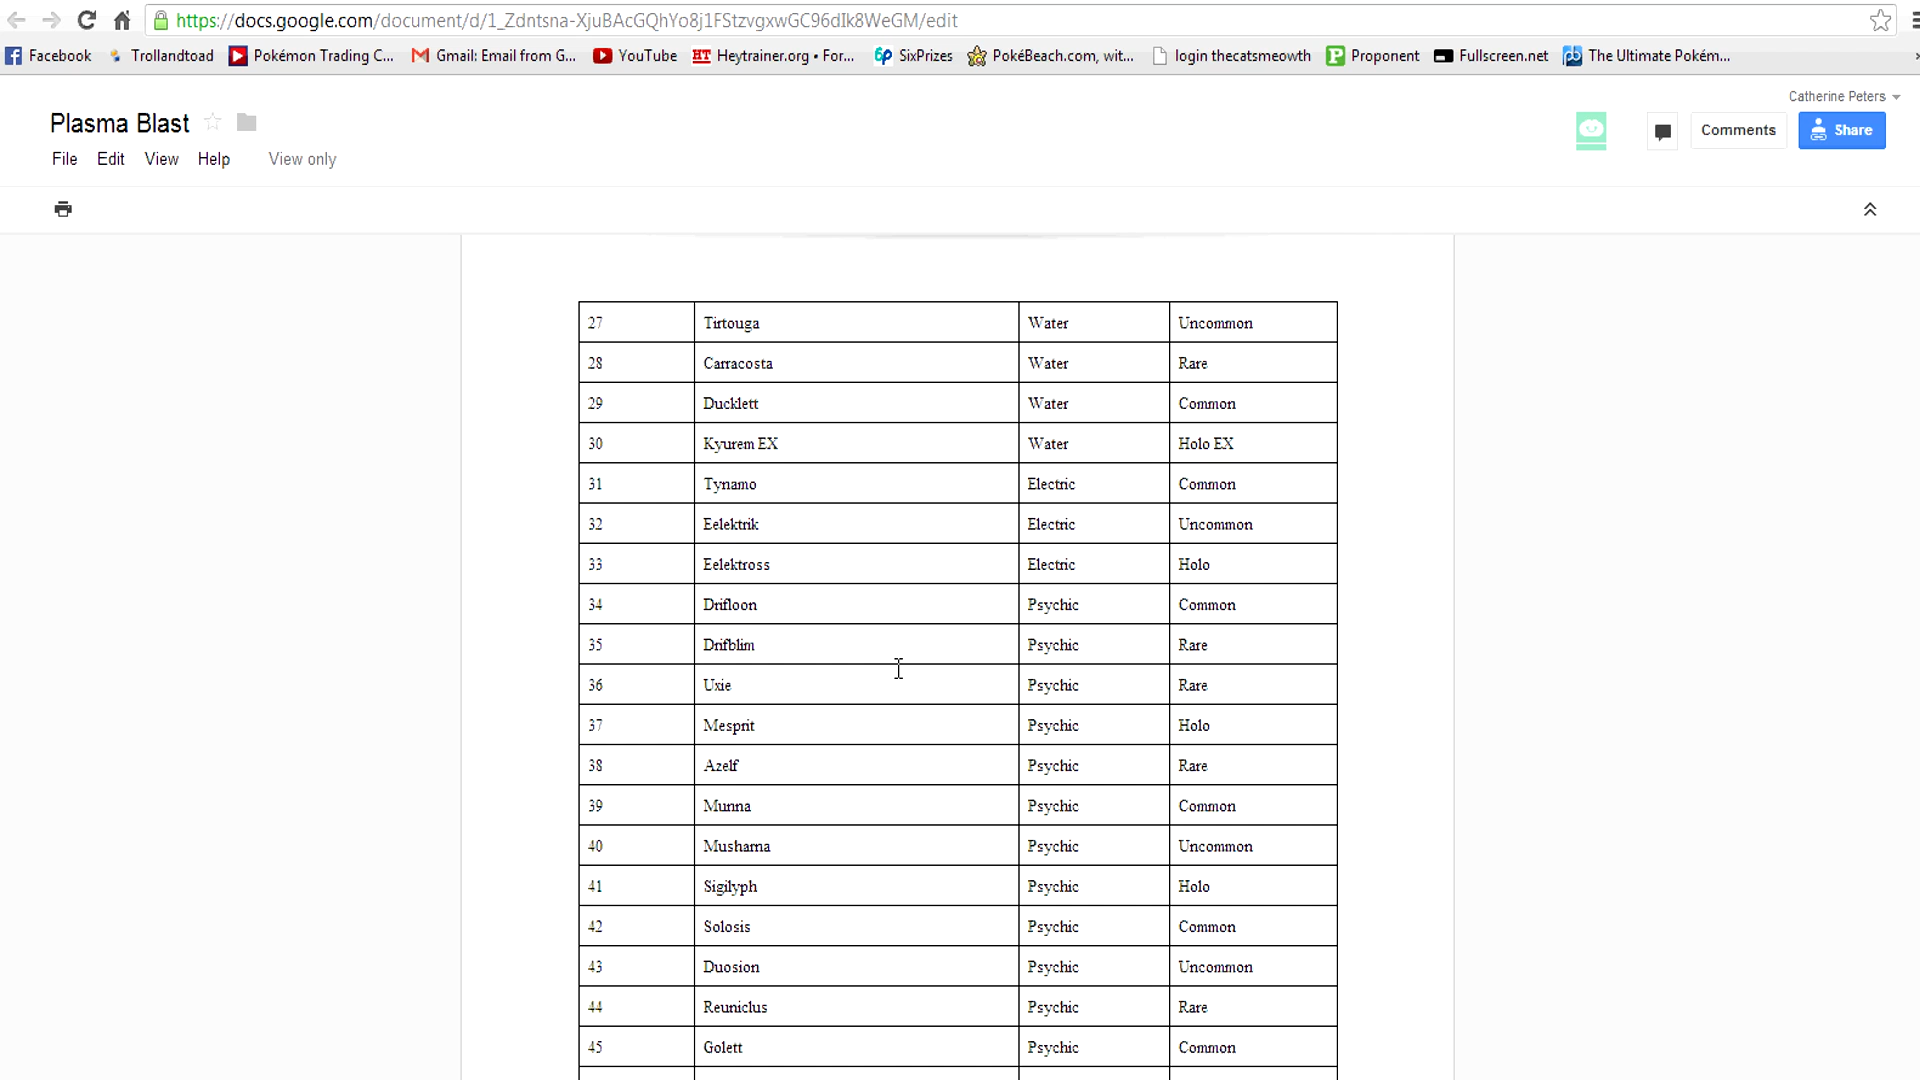 https://docs.google.com/document/d/1_Zdntsna-XjuBAcGQhYo8j1FStzvgxwGC96dIk8WeGM/edit
Facebook Trollandtoad Pokémon Trading C... Gmail: Email from G... YouTube HT Heytrainer.org • For... 6P SixPrizes PokéBeach.com, wit... login thecatsmeowth P Proponent Fullscreen.net pb The Ultimate Pokém...
Catherine Peters
Plasma Blast
Comments Share
File Edit View Help View only
27 Tirtouga Water Uncommon
28 Carracosta Water Rare
29 Ducklett Water Common
30 Kyurem EX Water Holo EX
31 Tynamo Electric Common
32 Eelektrik Electric Uncommon
33 Eelektross Electric Holo
34 Drifloon Psychic Common
35 Drifblim Psychic Rare
36 Uxie Psychic Rare
37 Mesprit Psychic Holo
38 Azelf Psychic Rare
39 Munna Psychic Common
40 Musharna Psychic Uncommon
41 Sigilyph Psychic Holo
42 Solosis Psychic Common
43 Duosion Psychic Uncommon
44 Reuniclus Psychic Rare
45 Golett Psychic Common